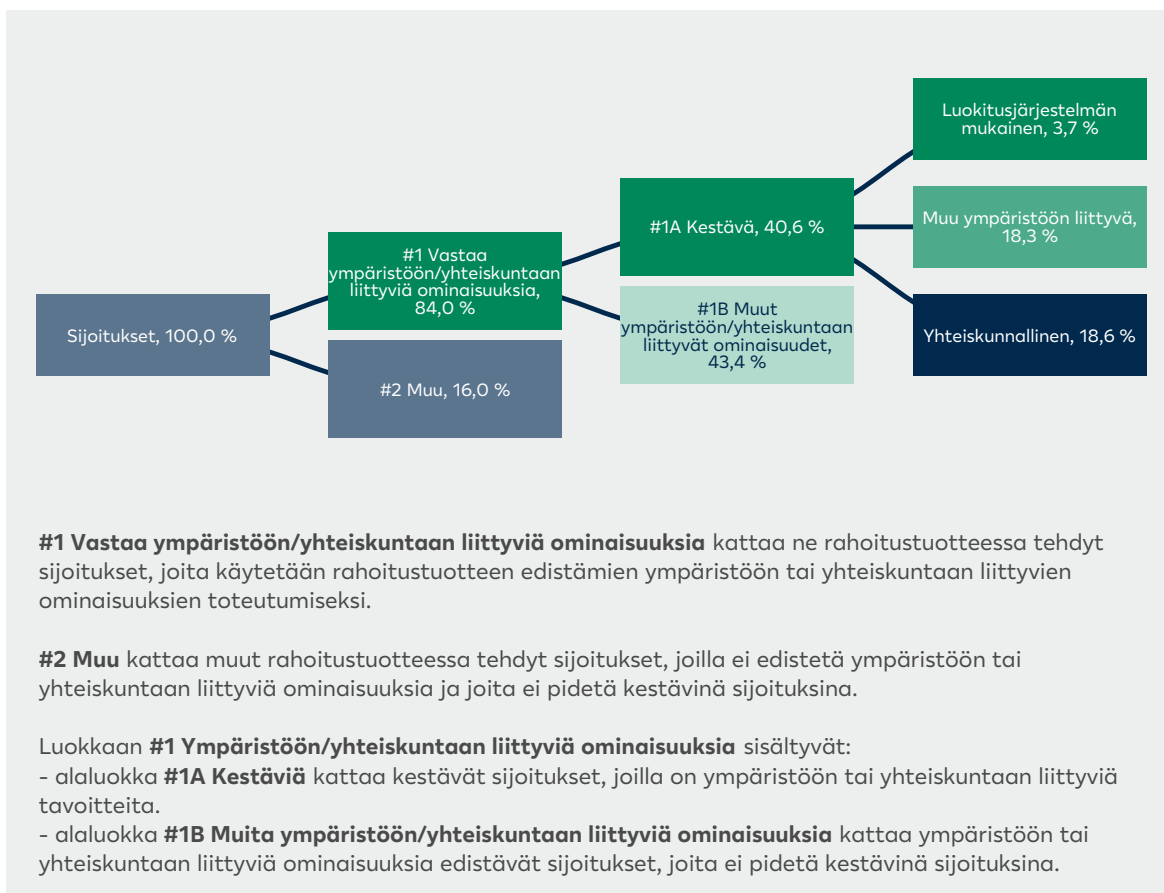 Luokitusjärjestelmän
mukainen, 3,7 %
#1A Kestävä, 40,6 %
Muu ympäristöön liittyvä,
18,3 %
#1 Vastaa
ympäristöön/yhteiskuntaan
liittyviä ominaisuuksia,
84,0 %
Sijoitukset, 100,0 %
#1B Muut
ympäristöön/yhteiskuntaan
liittyvät ominaisuudet,
43,4 %
Yhteiskunnallinen, 18,6 %
#2 Muu, 16,0 %
#1 Vastaa ympäristöön/yhteiskuntaan liittyviä ominaisuuksia kattaa ne rahoitustuotteessa tehdyt
sijoitukset, joita käytetään rahoitustuotteen edistämien ympäristöön tai yhteiskuntaan liittyvien
ominaisuuksien toteutumiseksi.
#2 Muu kattaa muut rahoitustuotteessa tehdyt sijoitukset, joilla ei edistetä ympäristöön tai
yhteiskuntaan liittyviä ominaisuuksia ja joita ei pidetä kestävinä sijoituksina.
Luokkaan #1 Ympäristöön/yhteiskuntaan liittyviä ominaisuuksia sisältyvät:
- alaluokka #1A Kestäviä kattaa kestävät sijoitukset, joilla on ympäristöön tai yhteiskuntaan liittyviä
tavoitteita.
- alaluokka #1B Muita ympäristöön/yhteiskuntaan liittyviä ominaisuuksia kattaa ympäristöön tai
yhteiskuntaan liittyviä ominaisuuksia edistävät sijoitukset, joita ei pidetä kestävinä sijoituksina.